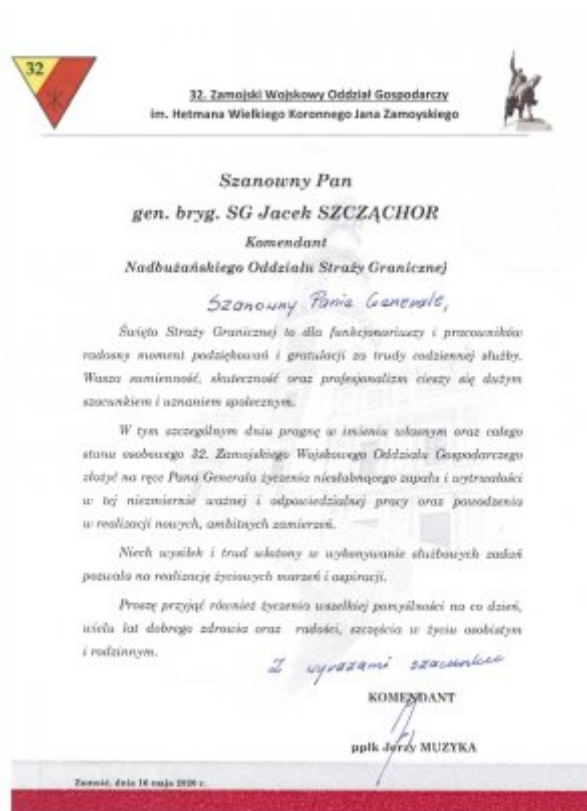 32
32. Zamojski Wojskowy Oddział Gospodarczy
im. Hetmana Wielkiego Koronnego Jana Zamoyskiego
Szanowny Pan
gen. bryg. SG Jacek SZCZĄCHOR
Komendant
Nadbużańskiego Oddziału Straży Granicznej
Szanowny Panie Generale,
Święto Straży Granicznej to dla funkcjonariuszy i pracowników
radosny moment podziękowań i gratulacji za trudy codziennej służby.
Wasza sumienność, skuteczność oraz profesjonalizm cieszy się dużym
szacunkiem i uznaniem społecznym.
W tym szczególnym dniu pragnę w imieniu własnym oraz całego
stanu osobowego 32. Zamojskiego Wojskowego Oddziału Gospodarczego
złożyć na ręce Pana Generała życzenia niesłabnącego zapału i wytrwałości
w tej niezmiernie ważnej i odpowiedzialnej pracy oraz powodzenia
w realizacji nowych, ambitnych zamierzeń.
Niech wysiłek i trud włożony w wykonywanie służbowych zadań
pozwala na realizację życiowych marzeń i aspiracji.
Proszę przyjąć również życzenia wszelkiej pomyślności na co dzień,
wielu lat dobrego zdrowia oraz radości, szczęścia w życiu osobistym
i rodzinnym.
Z wyrazami szacunku
KOMENDANT
ppłk Jerzy MUZYKA
Zamość, dnia 16 maja 2020 r.